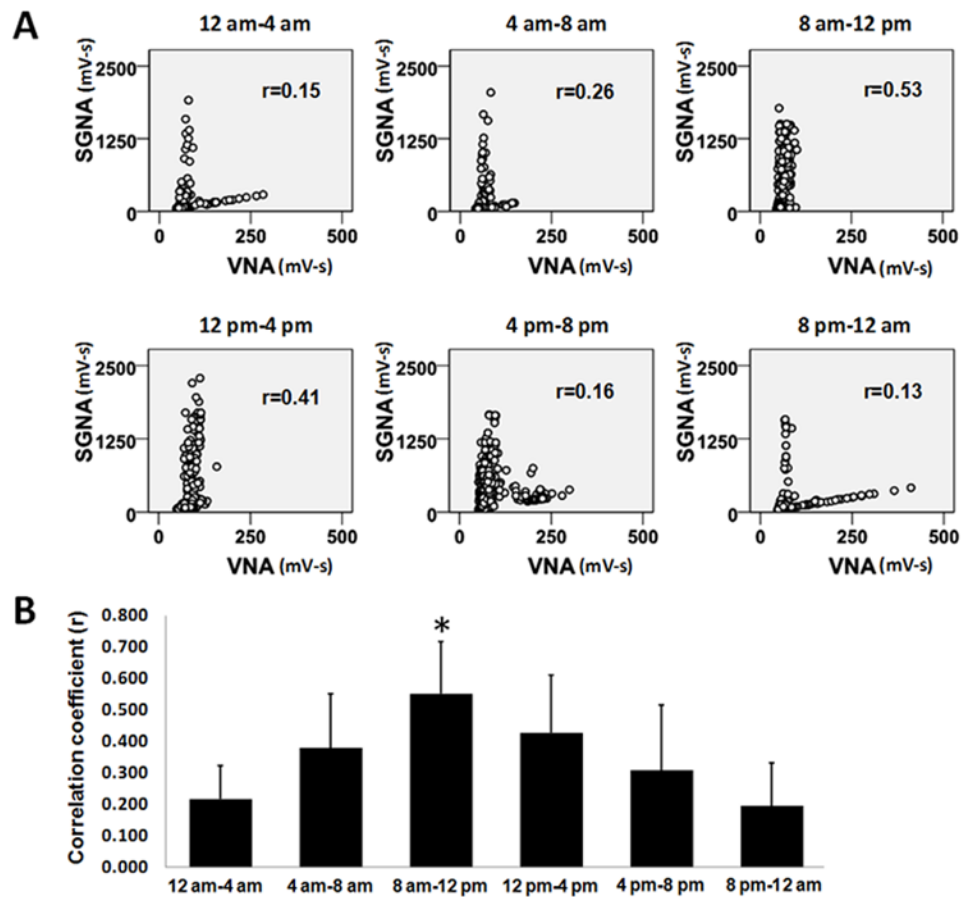 A
12 am-4 am
4 am-8 am
8 am-12 pm
SGNA (mV-s)
2500
1250
0
r=0.15
0 250 500
VNA (mV-s)
SGNA (mV-s)
2500
1250
0
r=0.26
0 250 500
VNA (mV-s)
SGNA (mV-s)
2500
1250
0
r=0.53
0 250 500
VNA (mV-s)
12 pm-4 pm
4 pm-8 pm
8 pm-12 am
SGNA (mV-s)
2500
1250
0
r=0.41
0 250 500
VNA (mV-s)
SGNA (mV-s)
2500
1250
0
r=0.16
0 250 500
VNA (mV-s)
SGNA (mV-s)
2500
1250
0
r=0.13
0 250 500
VNA (mV-s)
B
Correlation coefficient (r)
0.800
0.700
0.600
0.500
0.400
0.300
0.200
0.100
0.000
*
12 am-4 am 4 am-8 am 8 am-12 pm 12 pm-4 pm 4 pm-8 pm 8 pm-12 am